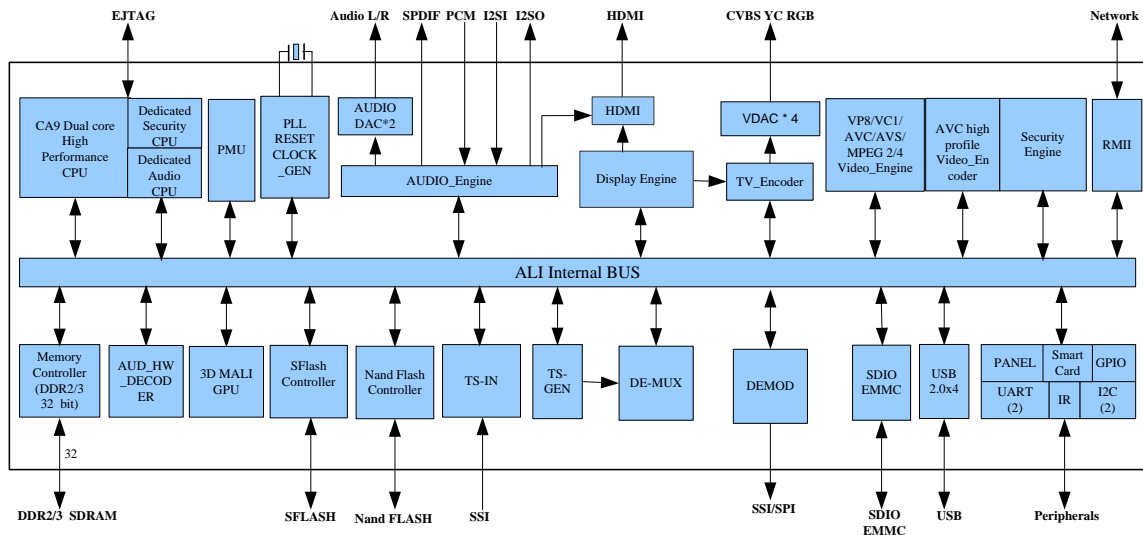 EJTAG
Audio L/R
SPDIF
PCM
I2SI
I2SO
HDMI
CVBS YC RGB
Network
CA9 Dual core
High
Performance
CPU
Dedicated
Security
CPU
Dedicated
Audio CPU
PMU
PLL
RESET
CLOCK
_GEN
AUDIO
DAC*2
AUDIO_Engine
HDMI
Display Engine
VDAC * 4
TV_Encoder
VP8/VC1/
AVC/AVS/
MPEG 2/4
Video_Engine
AVC high
profile
Video_En
coder
Security
Engine
RMII
ALI Internal BUS
Memory
Controller
(DDR2/3
32 bit)
AUD_HW
_DECOD
ER
3D MALI
GPU
SFlash
Controller
Nand Flash
Controller
TS-IN
TS-
GEN
DE-MUX
DEMOD
SDIO
EMMC
USB
2.0x4
PANEL
Smart
Card
GPIO
UART
(2)
IR
I2C
(2)
32
DDR2/3 SDRAM
SFLASH
Nand FLASH
SSI
SSI/SPI
SDIO
EMMC
USB
Peripherals